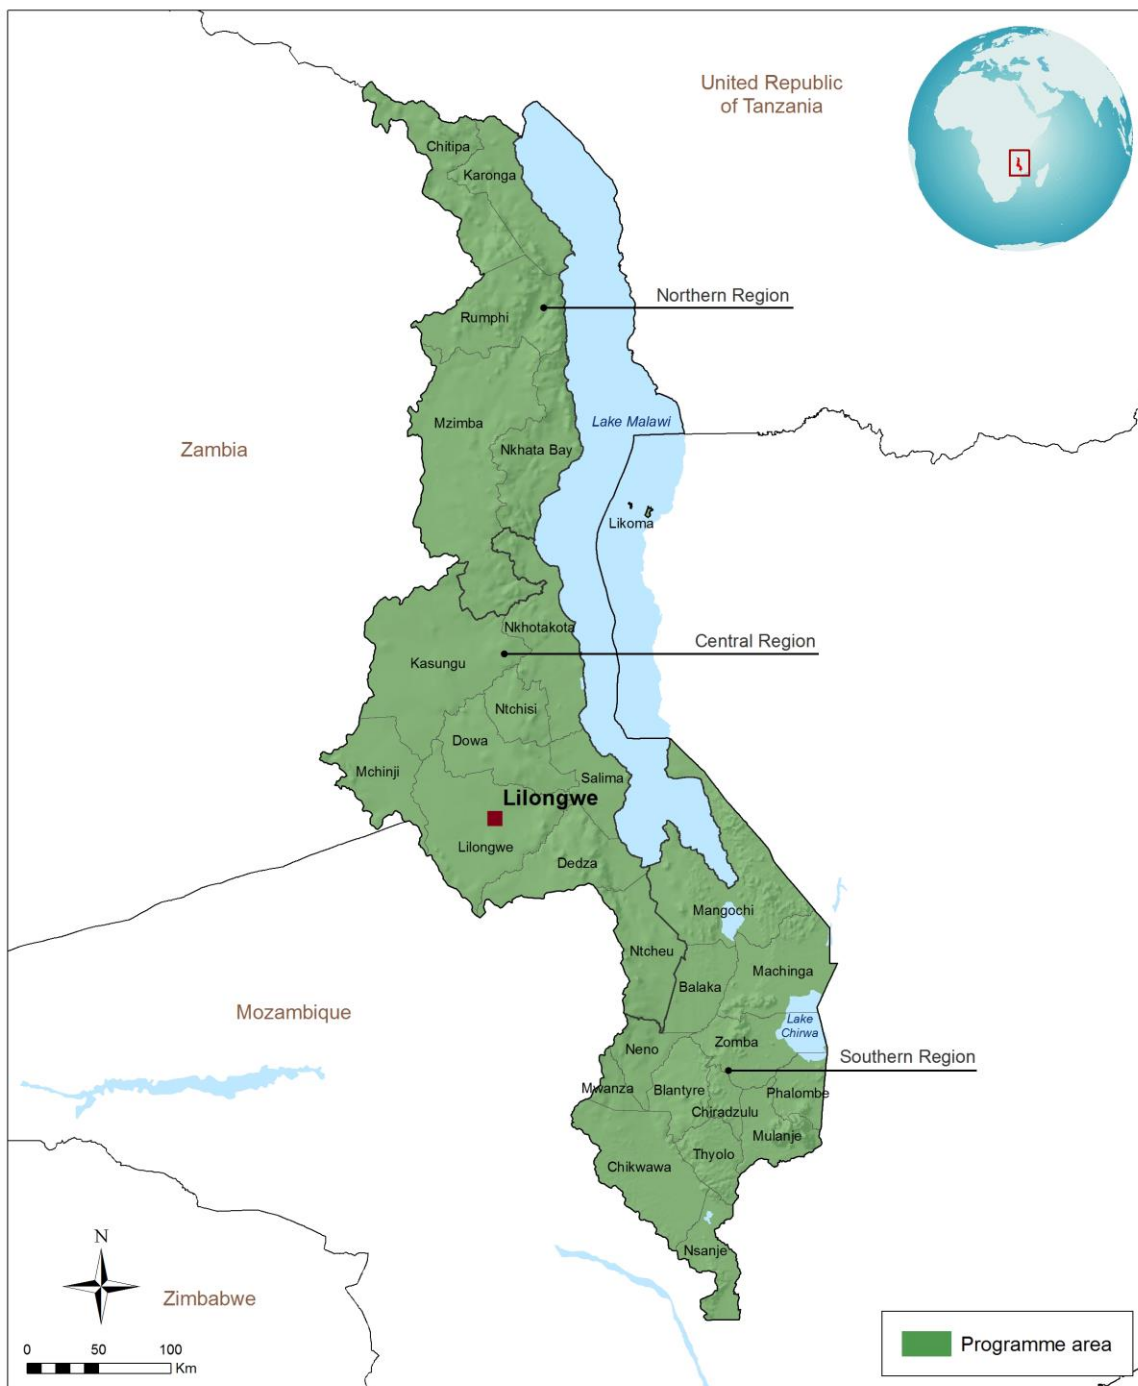 United Republic
of Tanzania
Chitipa
Karonga
Northern Region
Rumphi
Lake Malawi
Mzimba
Zambia
Nkhata Bay
Likoma
Nkhotakota
Central Region
Kasungu
Ntchisi
Dowa
Mchinji
Salima
Lilongwe
Lilongwe
Dedza
Mangochi
Ntcheu
Machinga
Balaka
Mozambique
Lake
Chirwa
Zomba
Neno
Southern Region
Mwanza
Blantyre
Phalombe
Chiradzulu
Mulanje
Thyolo
Chikwawa
N
Nsanje
Zimbabwe
Programme area
0 50 100
Km